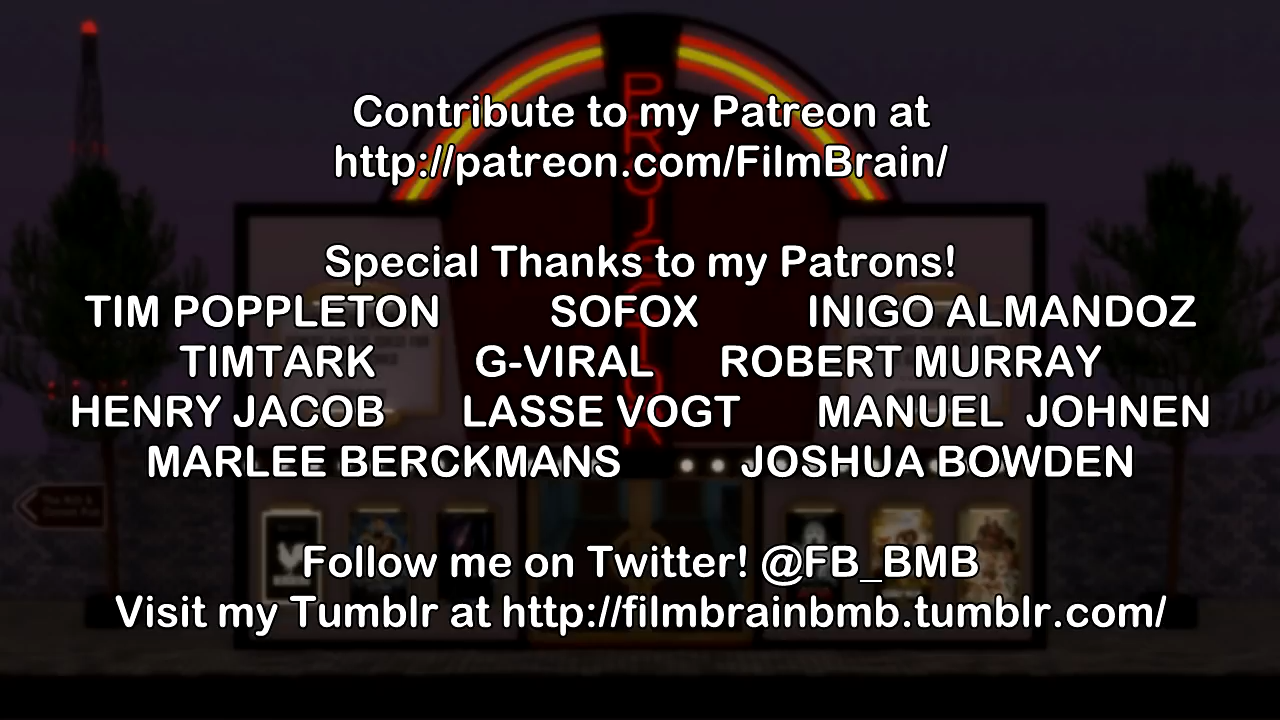 Contribute to my Patreon at
http://patreon.com/FilmBrain/
Special Thanks to my Patrons!
TIM POPPLETON SOFOX INIGO ALMANDOZ
TIMTARK G-VIRAL ROBERT MURRAY
HENRY JACOB LASSE VOGT MANUEL JOHNEN
MARLEE BERCKMANS JOSHUA BOWDEN
Follow me on Twitter! @FB_BMB
Visit my Tumblr at http://filmbrainbmb.tumblr.com/
PROJECTOR